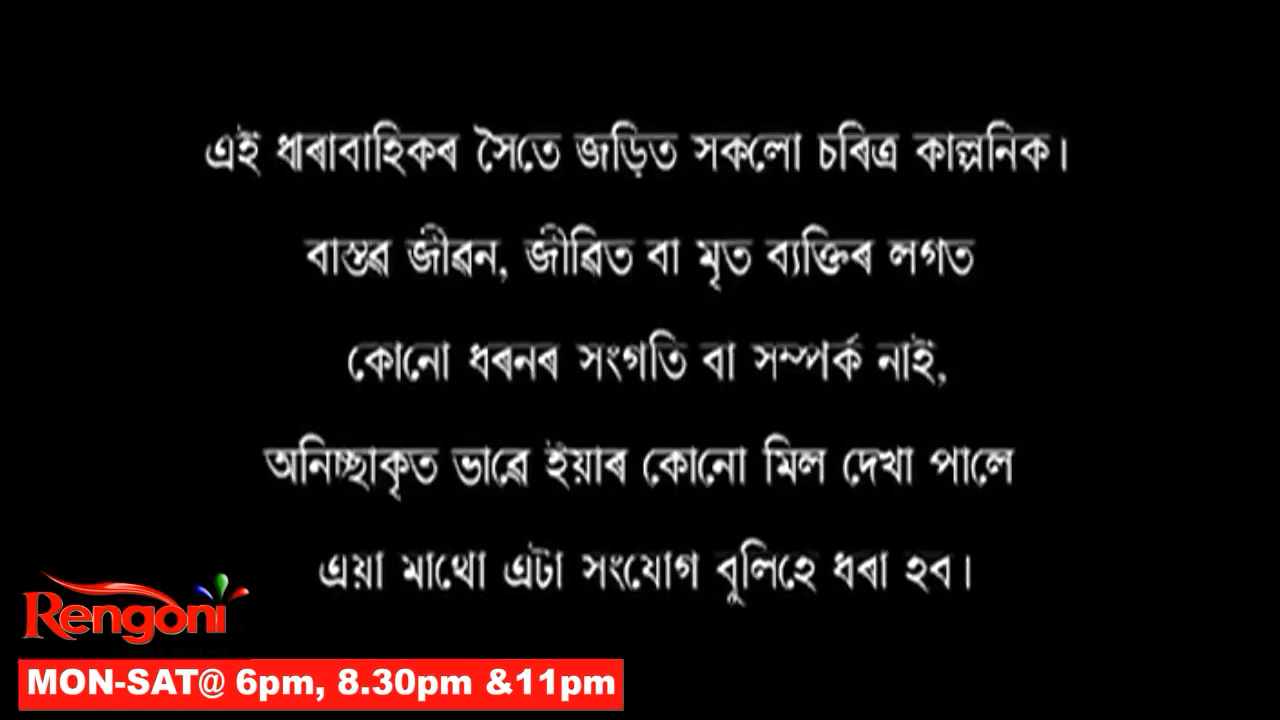 এই ধাৰাবাহিকৰ সৈতে জড়িত সকলো চৰিত্ৰ কাল্পনিক।
বাস্তৱ জীৱন, জীৱিত বা মৃত ব্যক্তিৰ লগত
কোনো ধৰনৰ সংগতি বা সম্পৰ্ক নাই,
অনিচ্ছাকৃত ভাৱে ইয়াৰ কোনো মিল দেখা পালে
এয়া মাথো এটা সংযোগ বুলিহে ধৰা হব।
Rengoni
MON-SAT@ 6pm, 8.30pm &11pm